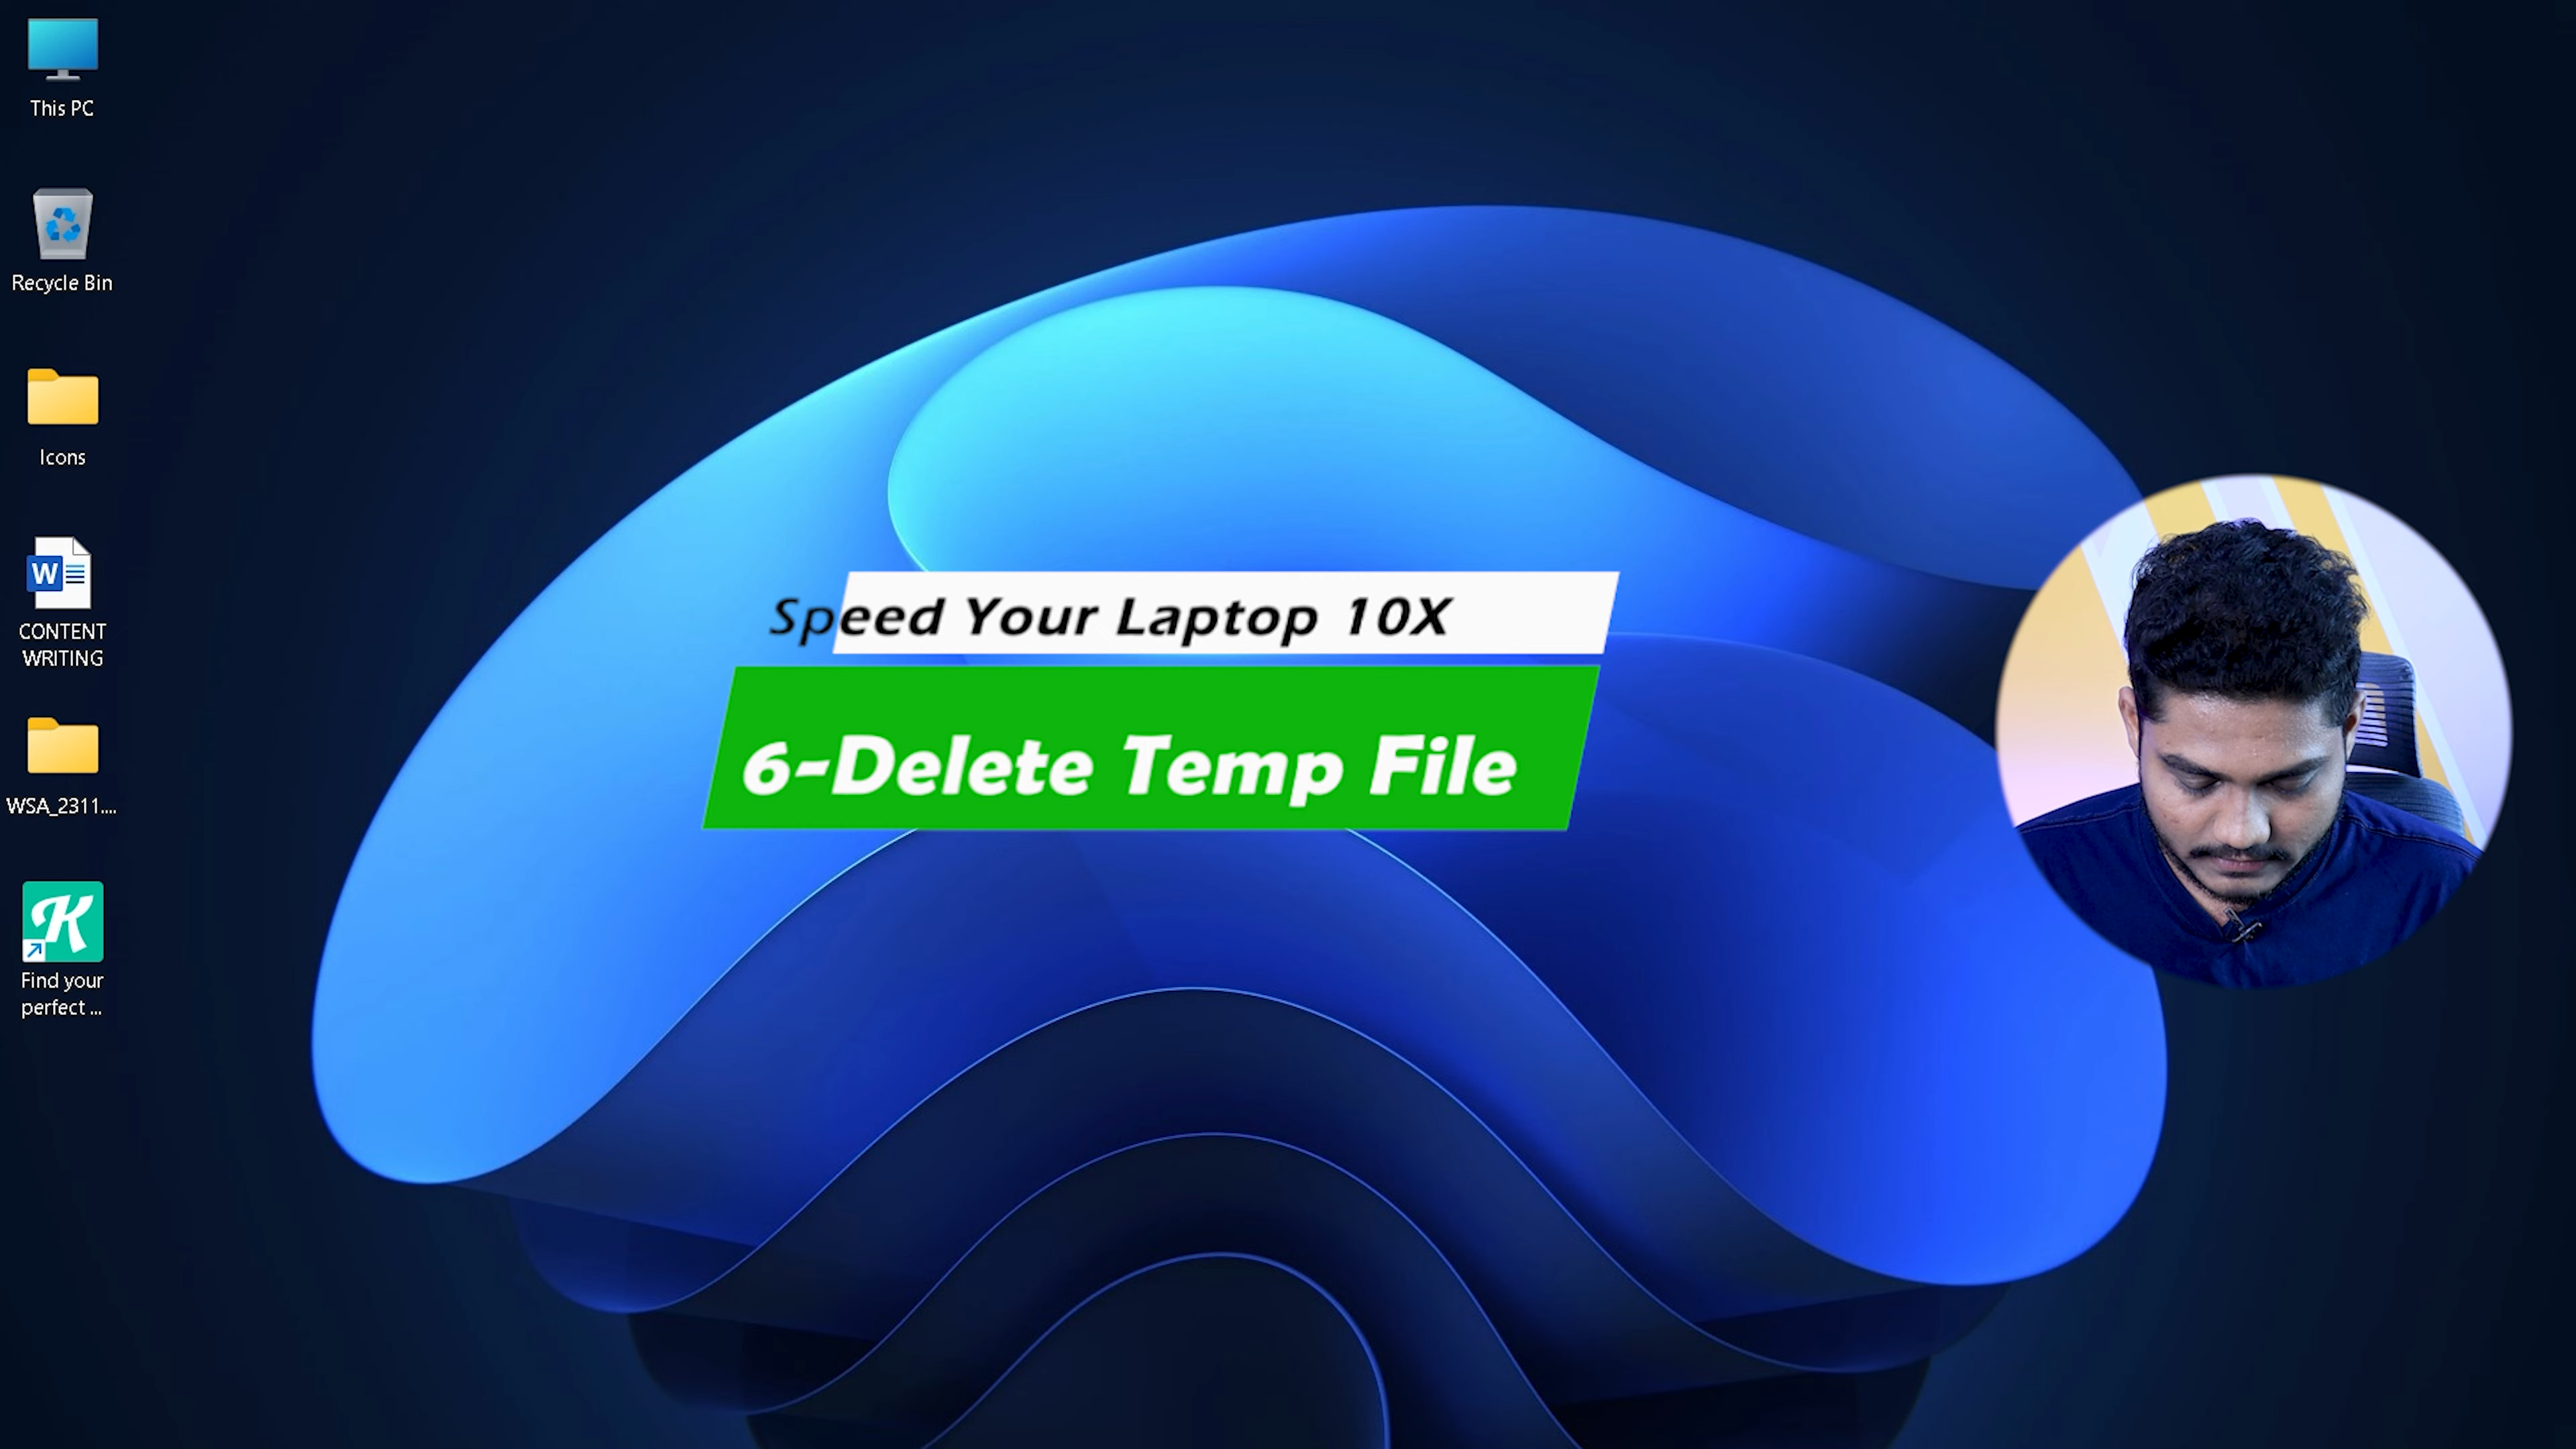 This PC
Recycle Bin
Icons
W
CONTENT
WRITING
WSA_2311....
K
Find your
perfect ...
Speed Your Laptop 10X
6-Delete Temp File